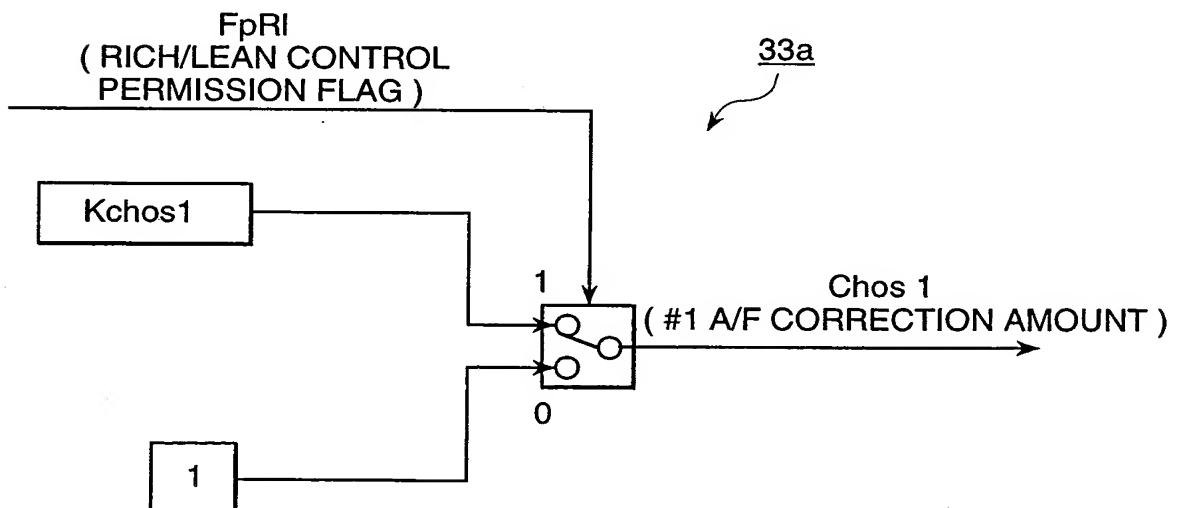 FpRl
( RICH/LEAN CONTROL
PERMISSION FLAG )
33a
Kchos1
1
Chos 1
( #1 A/F CORRECTION AMOUNT )
0
1